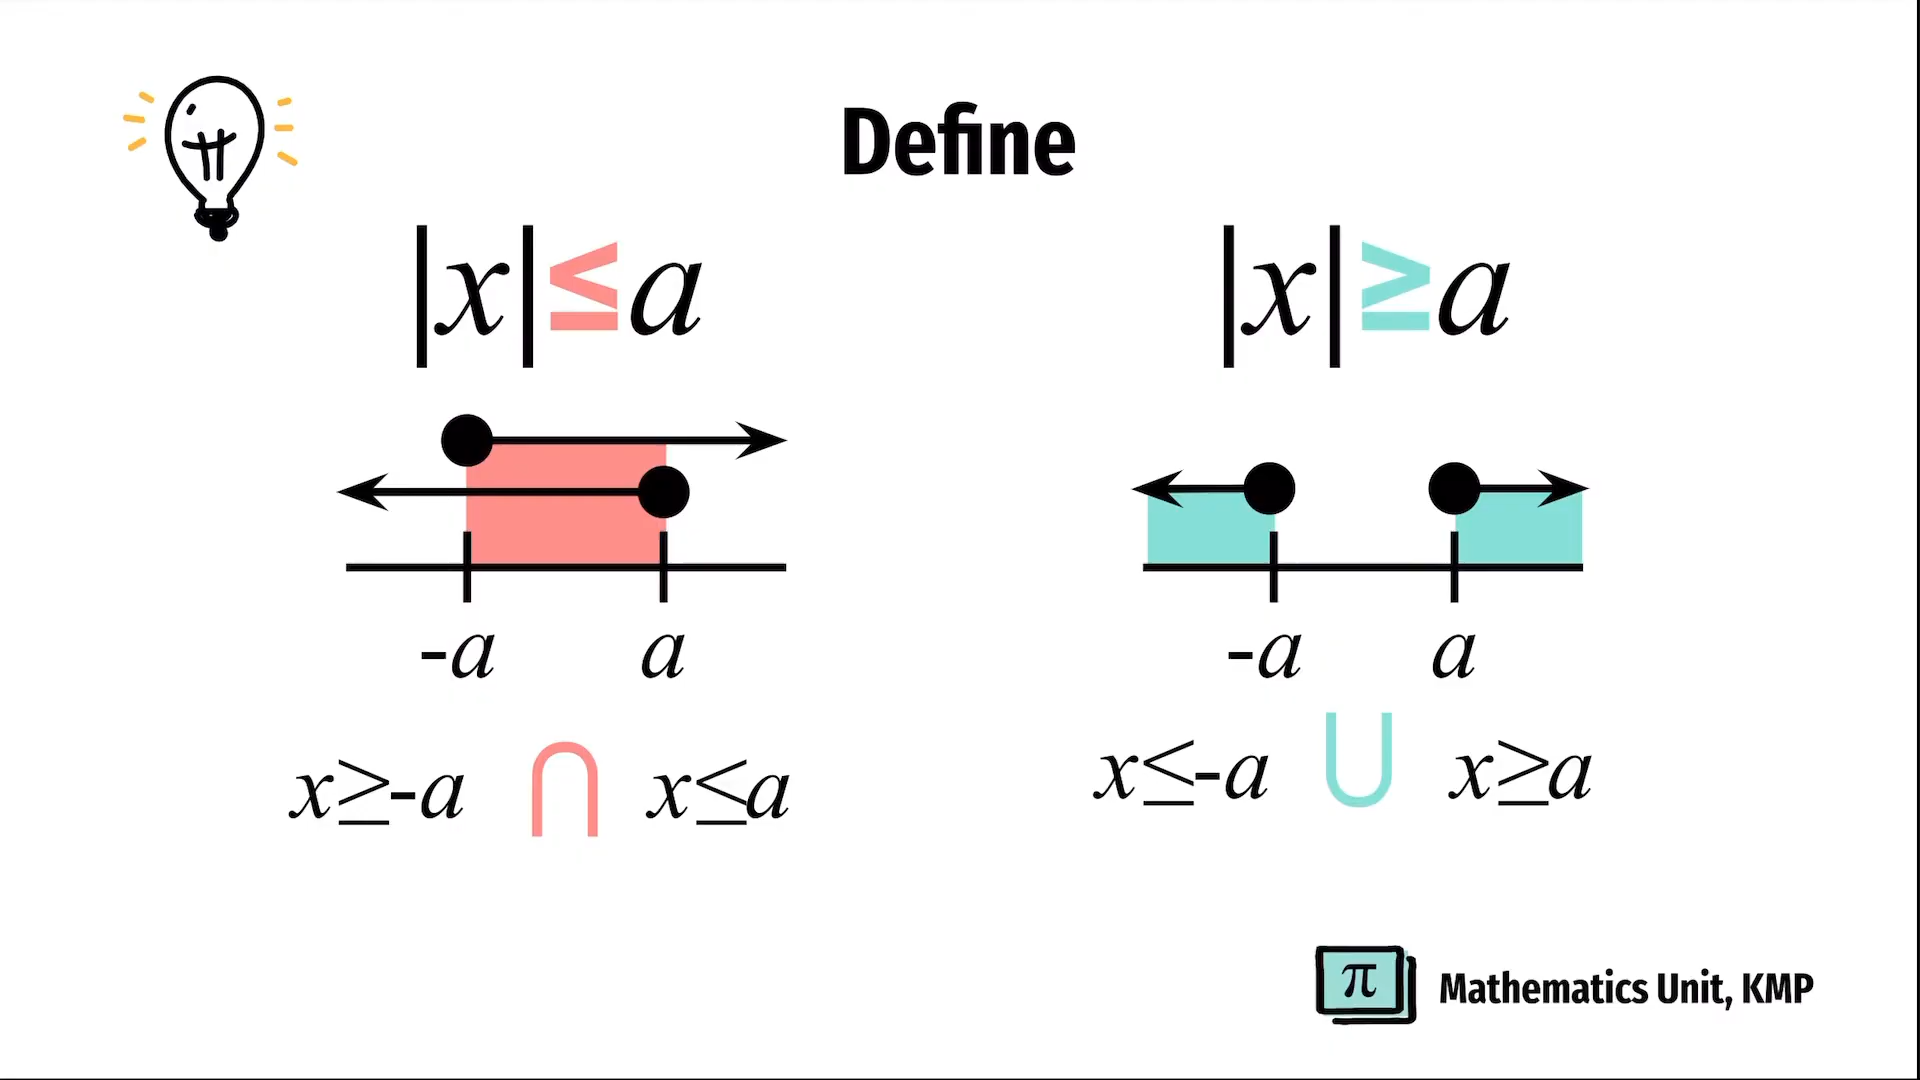 Define
|x|≤a
-a a
x≥-a ∩ x≤a
|x|≥a
-a a
x≤-a ∪ x≥a
π Mathematics Unit, KMP